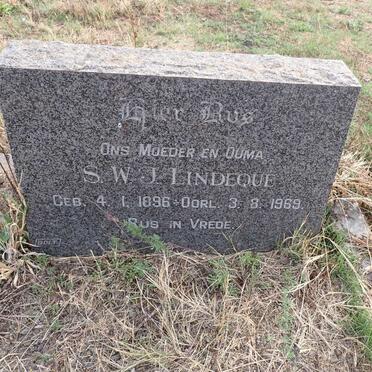 Hier Rus
ONS MOEDER EN OUMA
S. W. J. LINDEQUE
GEB. 4. 1. 1896 - OORL. 3. 8. 1969.
RUS IN VREDE